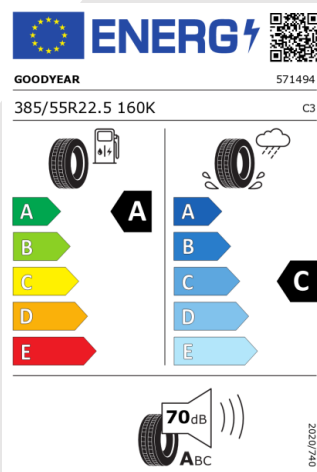 ENERG
GOODYEAR 571494
385/55R22.5 160K C3
A A A
B B
C C C
D D
E E
70dB
ABC
2020/740